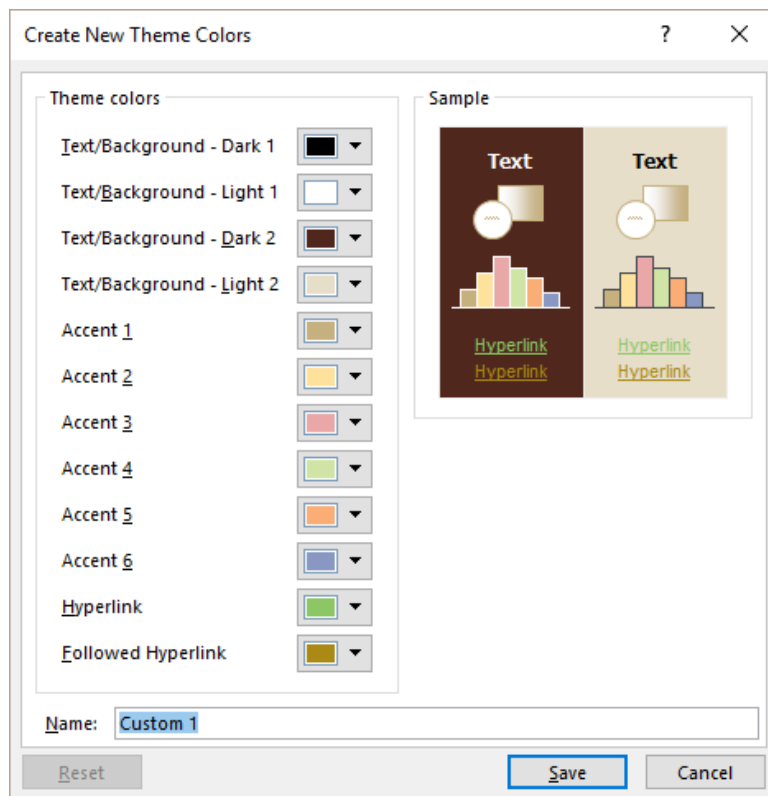 Create New Theme Colors
?
Theme colors
Text/Background - Dark 1
Text/Background - Light 1
Text/Background - Dark 2
Text/Background - Light 2
Accent 1
Accent 2
Accent 3
Accent 4
Accent 5
Accent 6
Hyperlink
Followed Hyperlink
Sample
Text Text
Hyperlink Hyperlink
Hyperlink Hyperlink
Name: Custom 1
Reset Save Cancel